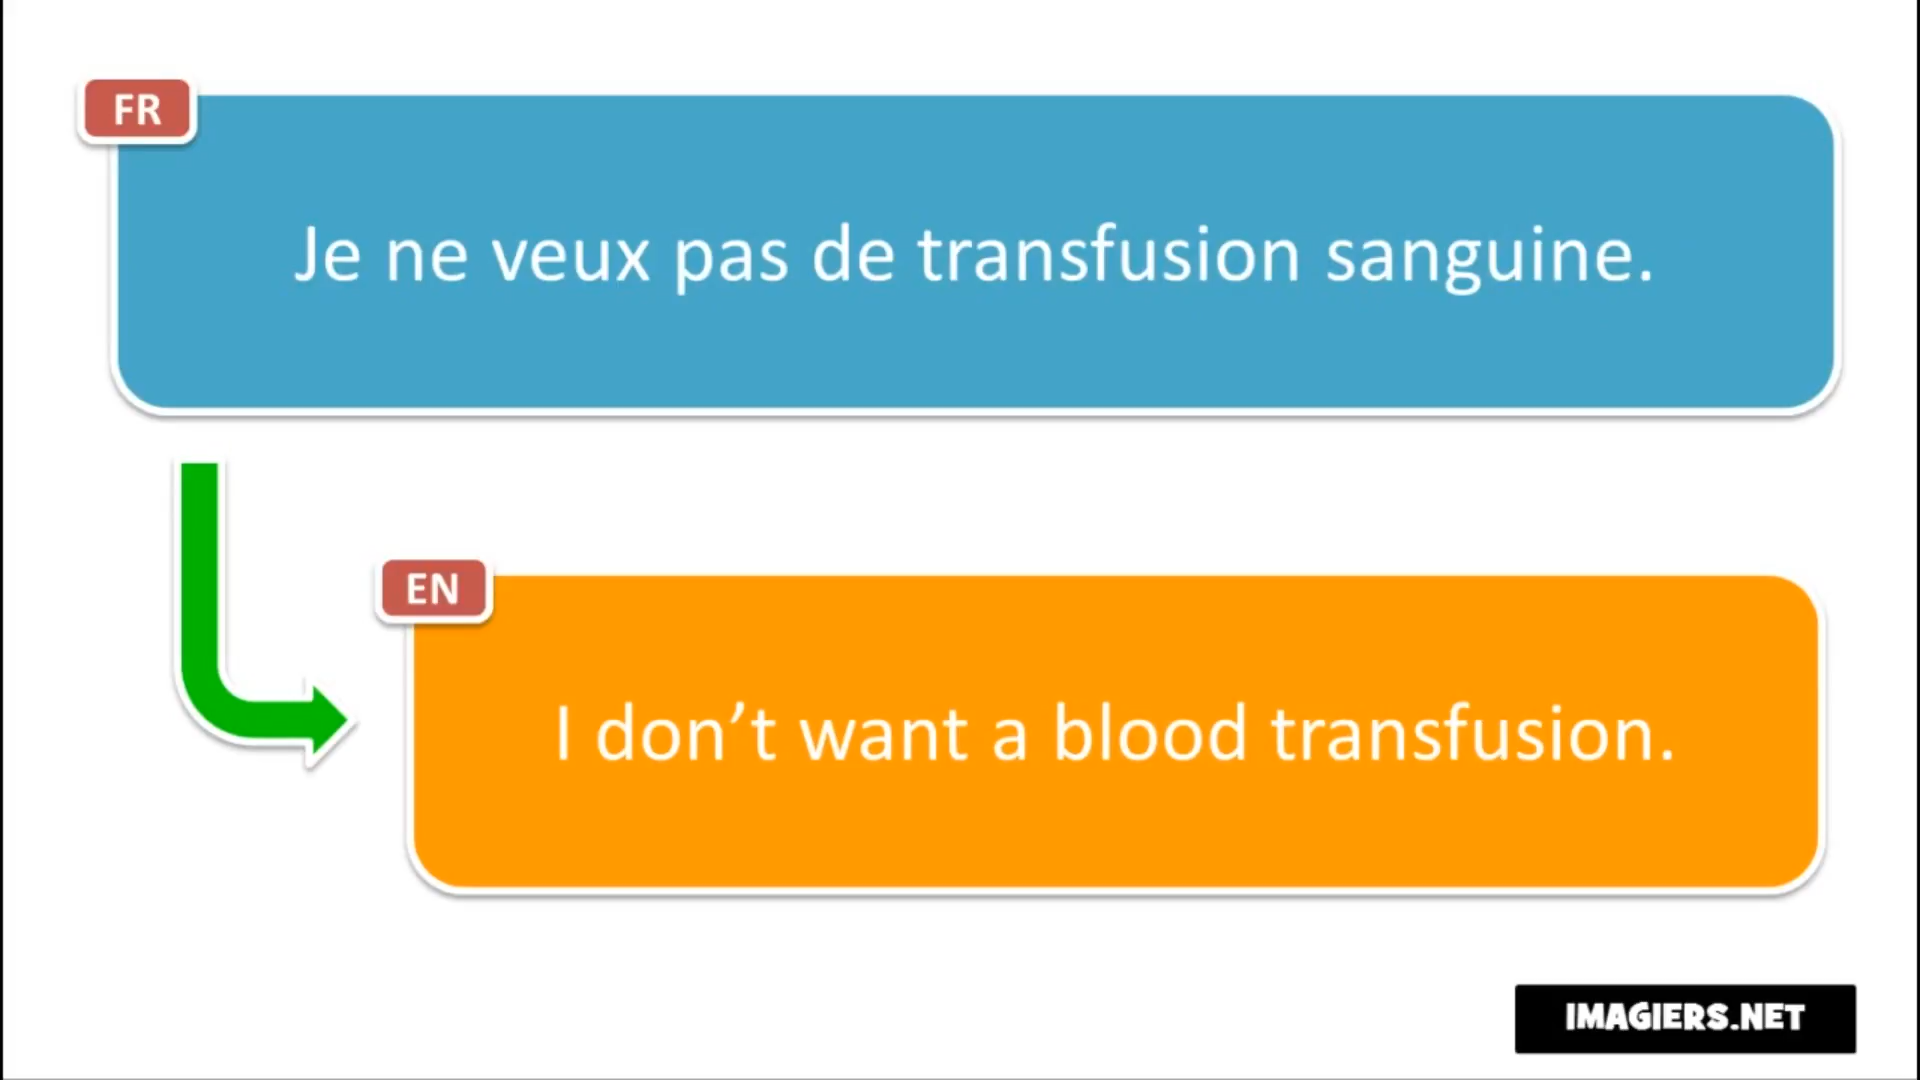 FR
Je ne veux pas de transfusion sanguine.
EN
I don’t want a blood transfusion.
IMAGIERS.NET